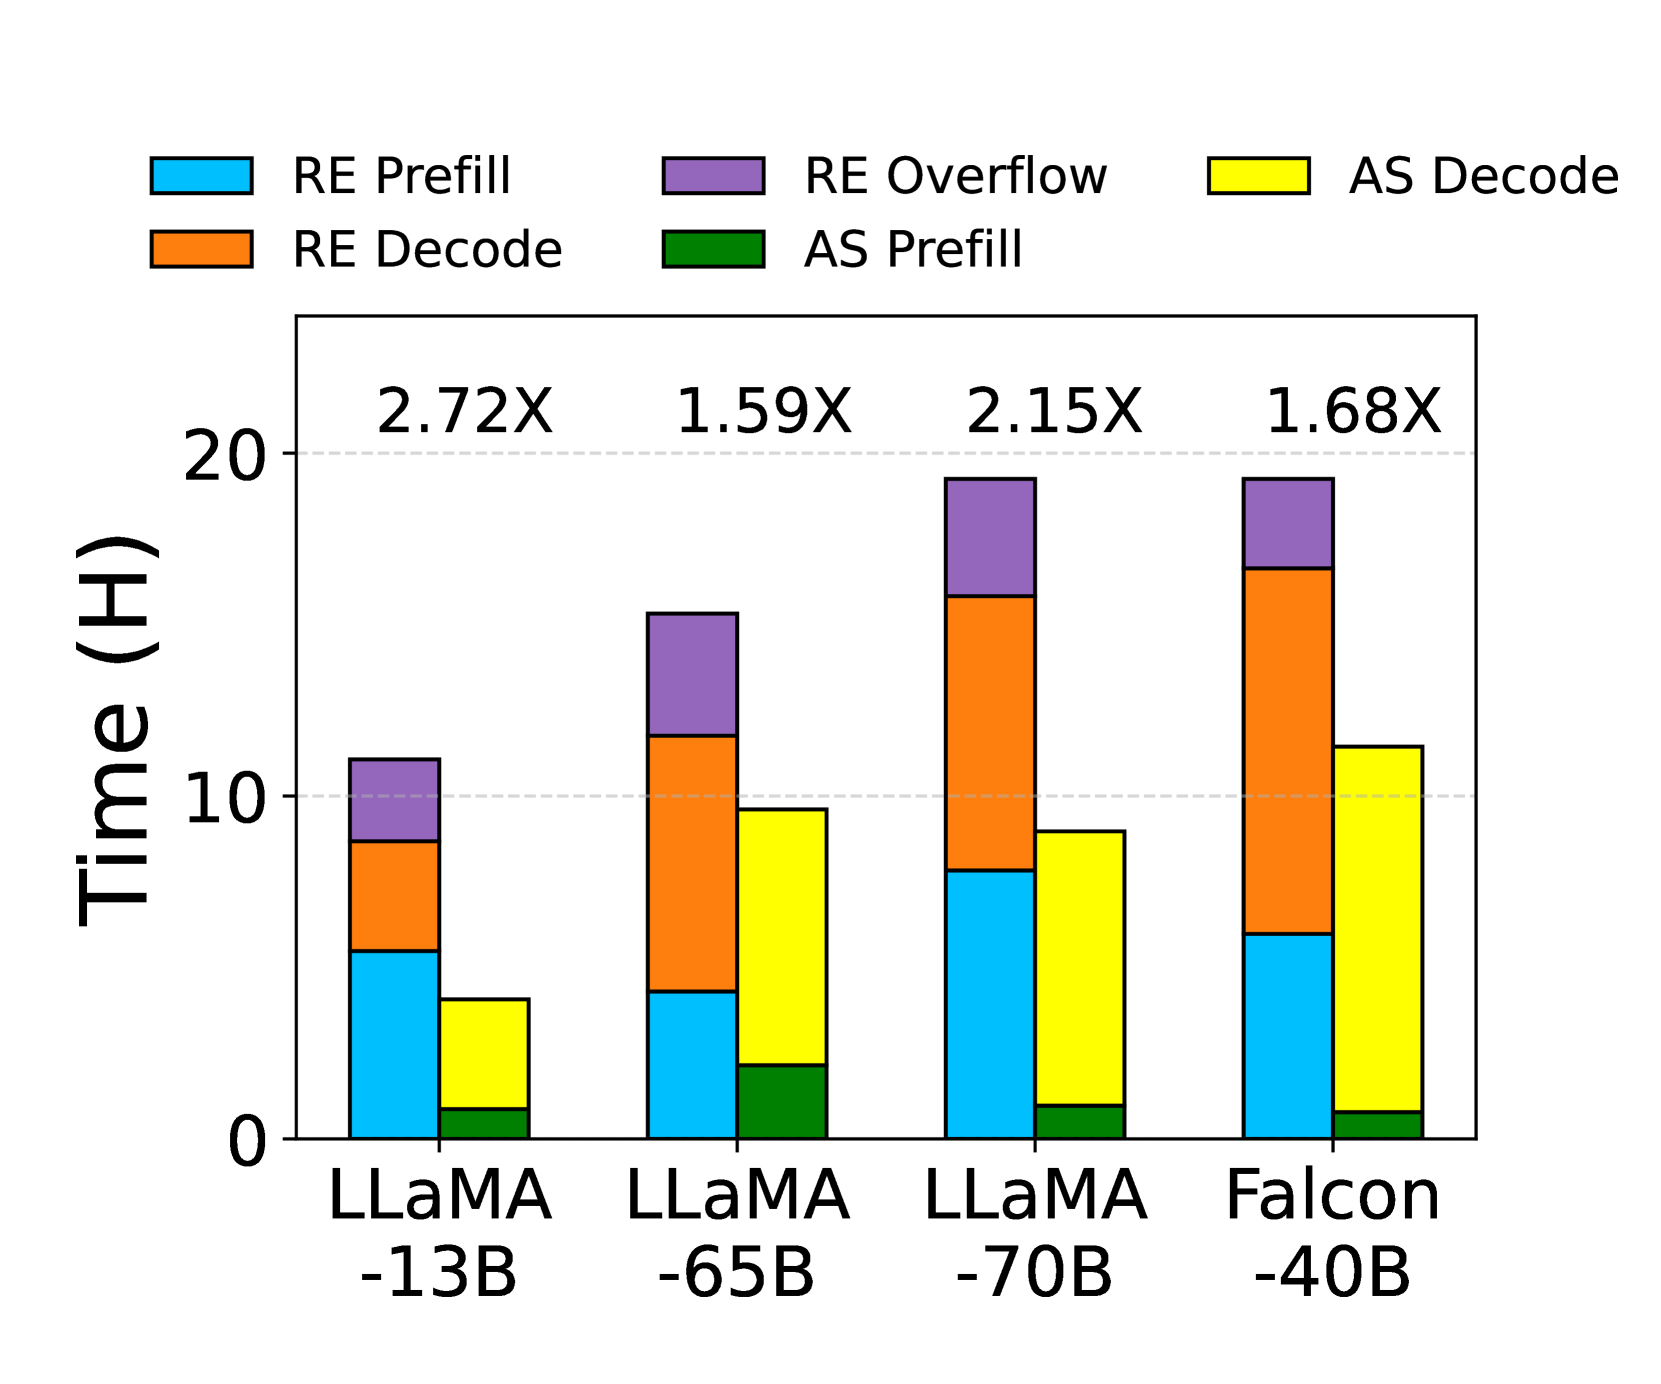 RE Prefill RE Overflow AS Decode
RE Decode AS Prefill
2.72X 1.59X 2.15X 1.68X
20
10
0
Time (H)
LLaMA LLaMA LLaMA Falcon
-13B -65B -70B -40B